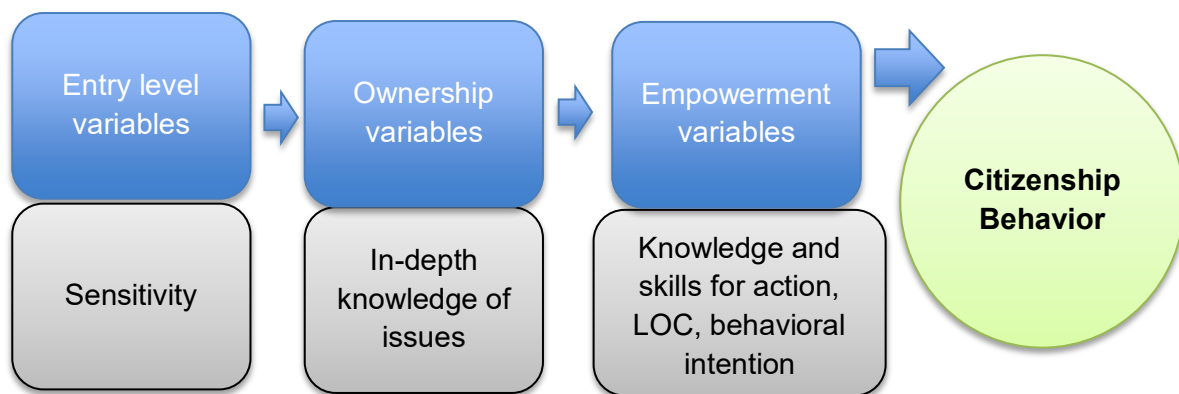 Entry level
variables
Sensitivity
Ownership
variables
In-depth
knowledge of
issues
Empowerment
variables
Knowledge and
skills for action,
LOC, behavioral
intention
Citizenship
Behavior